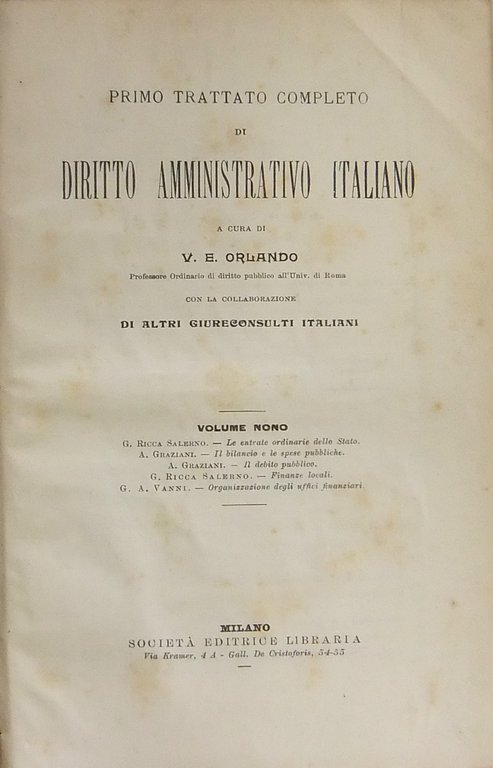 PRIMO TRATTATO COMPLETO
DI
DIRITTO AMMINISTRATIVO ITALIANO
A CURA DI
V. E. ORLANDO
Professore Ordinario di diritto pubblico all'Univ. di Roma
CON LA COLLABORAZIONE
DI ALTRI GIURECONSULTI ITALIANI
VOLUME NONO
G. RICCA SALERNO. — Le entrate ordinarie dello Stato.
A. GRAZIANI. — Il bilancio e le spese pubbliche.
A. GRAZIANI. — Il debito pubblico.
G. RICCA SALERNO. — Finanze locali.
G. A. VANNI. — Organizzazione degli uffici finanziari.
MILANO
SOCIETÀ EDITRICE LIBRARIA
Via Kramer, 4 A - Gall. De Cristoforis, 54-55